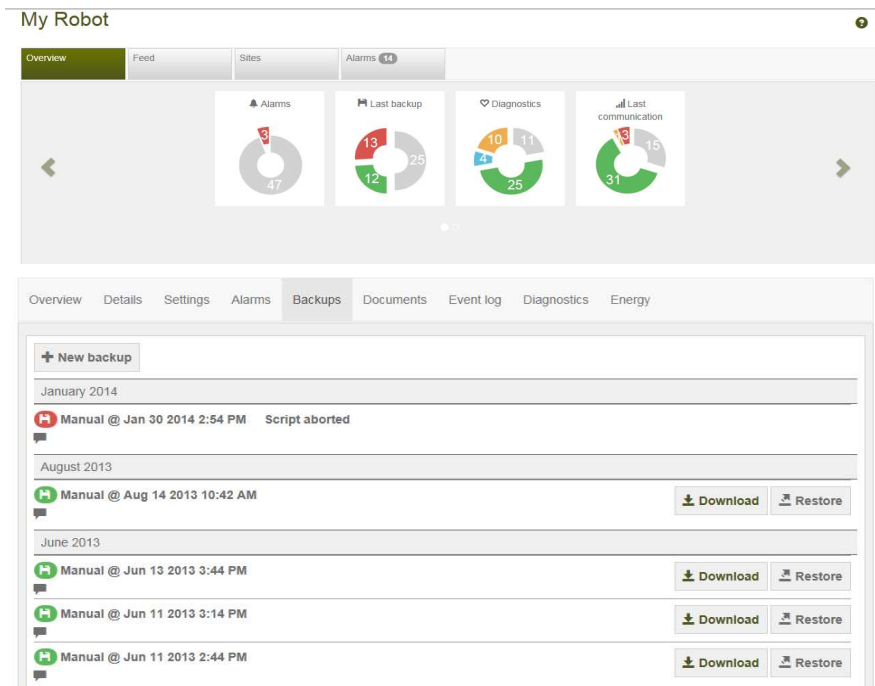 My Robot
Overview Feed Sites Alarms 14
Alarms Last backup Diagnostics Last
communication
3 13 10 11 3 15
25 4
47 12 25 31
Overview Details Settings Alarms Backups Documents Event log Diagnostics Energy
New backup
January 2014
Manual @ Jan 30 2014 2:54 PM Script aborted
August 2013
Manual @ Aug 14 2013 10:42 AM Download Restore
June 2013
Manual @ Jun 13 2013 3:44 PM Download Restore
Manual @ Jun 11 2013 3:14 PM Download Restore
Manual @ Jun 11 2013 2:44 PM Download Restore